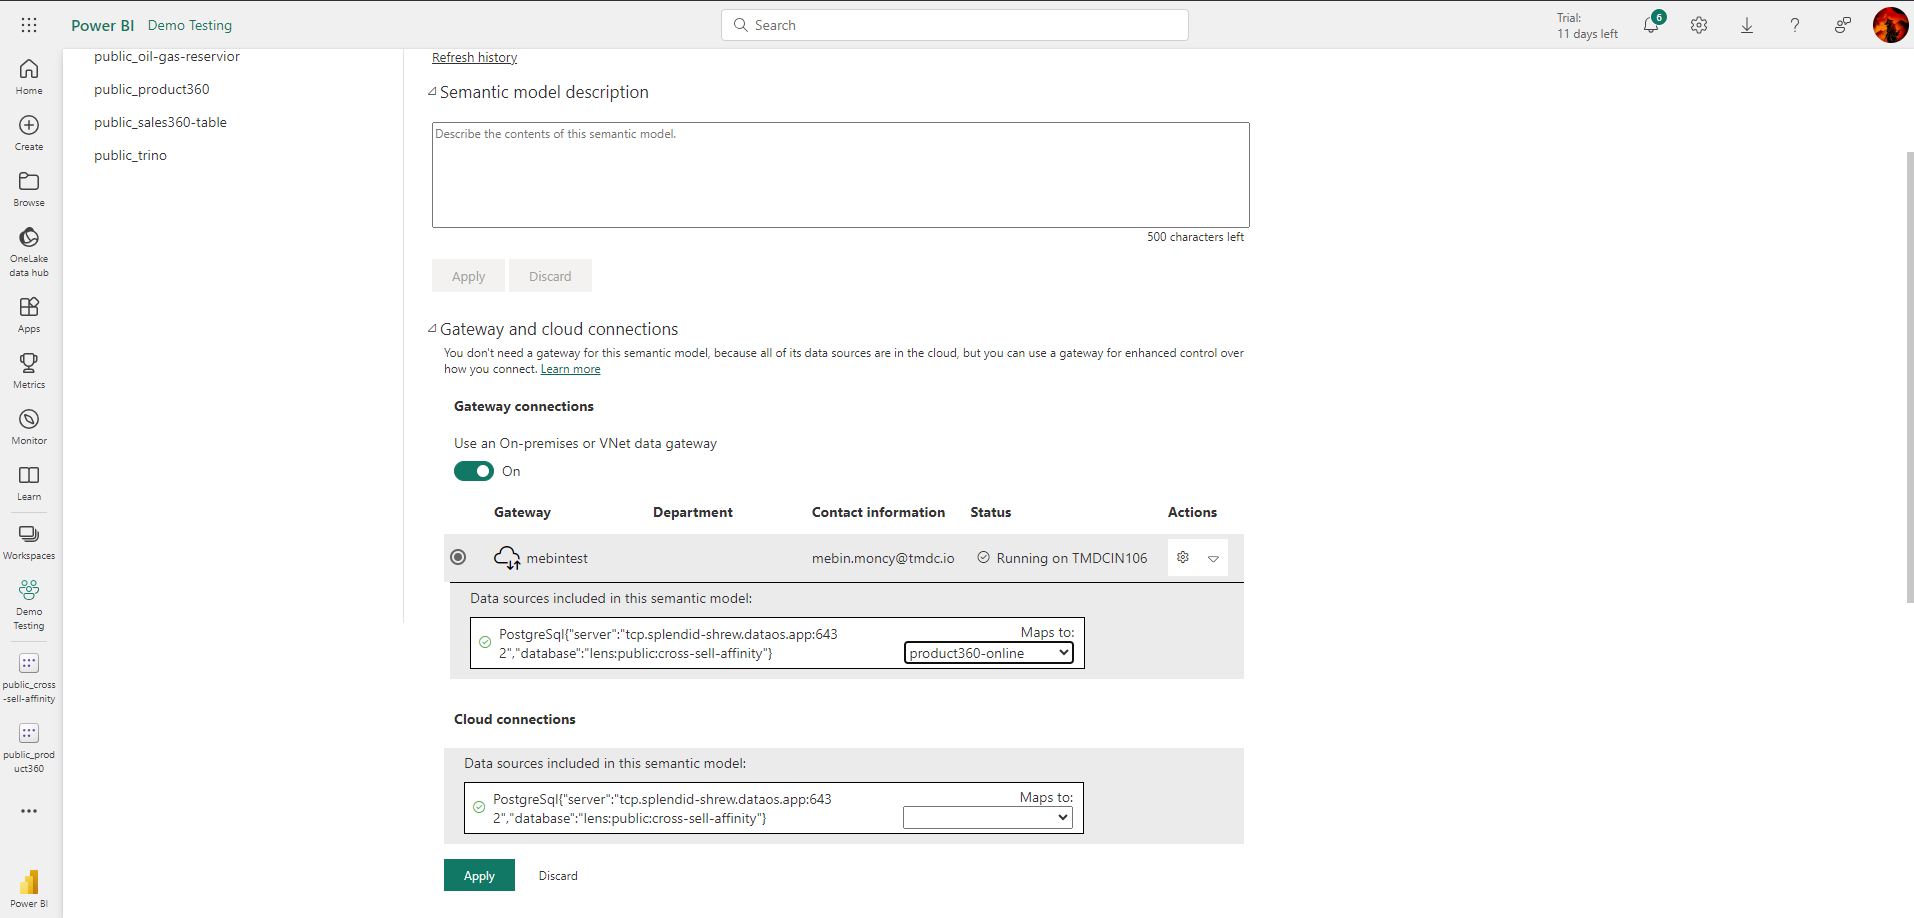 Power BI Demo Testing
Search
Trial:
11 days left
6
Home
Create
Browse
OneLake
data hub
Apps
Metrics
Monitor
Learn
Workspaces
Demo
Testing
public_cross
-sell-affinity
public_prod
uct360
Power BI
public_oil-gas-reservior
public_product360
public_sales360-table
public_trino
Refresh history
Semantic model description
Describe the contents of this semantic model.
500 characters left
Apply
Discard
Gateway and cloud connections
You don't need a gateway for this semantic model, because all of its data sources are in the cloud, but you can use a gateway for enhanced control over
how you connect. Learn more
Gateway connections
Use an On-premises or VNet data gateway
On
Gateway Department Contact information Status Actions
mebintest mebin.moncy@tmdc.io Running on TMDCIN106
Data sources included in this semantic model:
PostgreSql{"server":"tcp.splendid-shrew.dataos.app:643
2","database":"lens:public:cross-sell-affinity"}
Maps to:
product360-online
Cloud connections
Data sources included in this semantic model:
PostgreSql{"server":"tcp.splendid-shrew.dataos.app:643
2","database":"lens:public:cross-sell-affinity"}
Maps to:
Apply
Discard